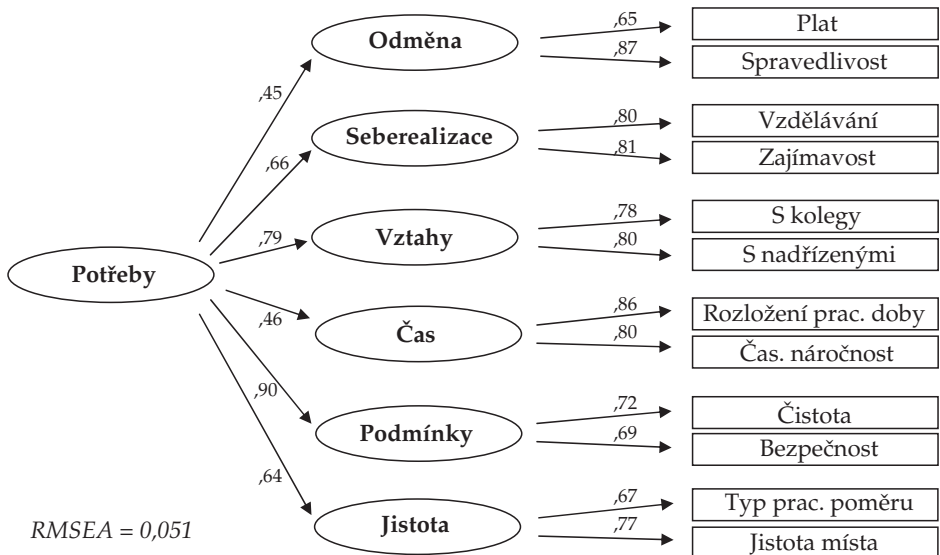 ,65
Plat
Odměna
,87
Spravedlivost
,45
,80
Vzdělávání
Seberealizace
,81
Zajímavost
,66
,78
S kolegy
Vztahy
,79
,80
S nadřízenými
Potřeby
,86
Rozložení prac. doby
,46
Čas
,80
Čas. náročnost
,90
,72
Čistota
Podmínky
,69
Bezpečnost
,64
,67
Typ prac. poměru
Jistota
,77
Jistota místa
RMSEA = 0,051